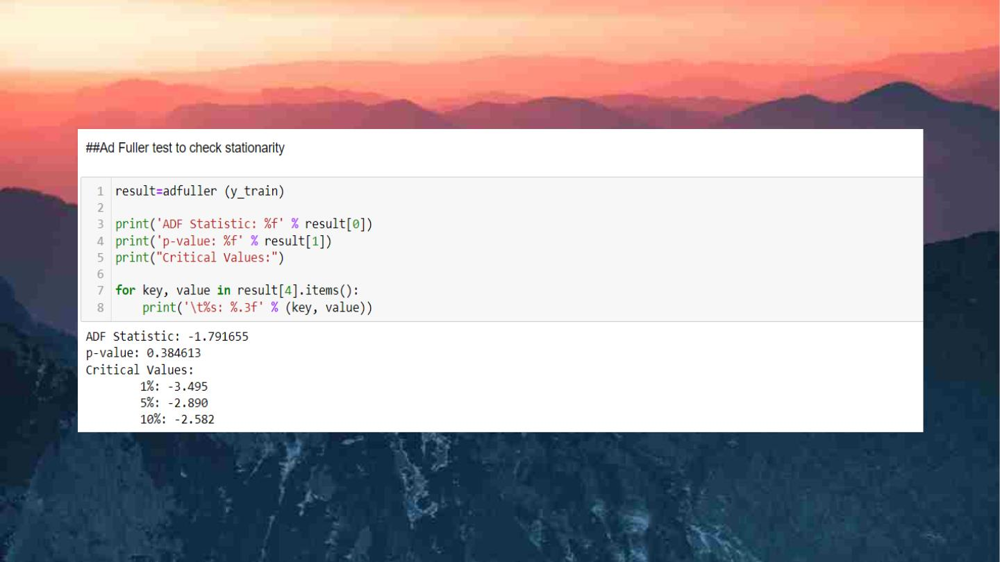 ##Ad Fuller test to check stationarity
1 result=adfuller (y_train)
2
3 print('ADF Statistic: %f' % result[0])
4 print('p-value: %f' % result[1])
5 print("Critical Values:")
6
7 for key, value in result[4].items():
8     print('\t%s: %.3f' % (key, value))
ADF Statistic: -1.791655
p-value: 0.384613
Critical Values:
        1%: -3.495
        5%: -2.890
        10%: -2.582